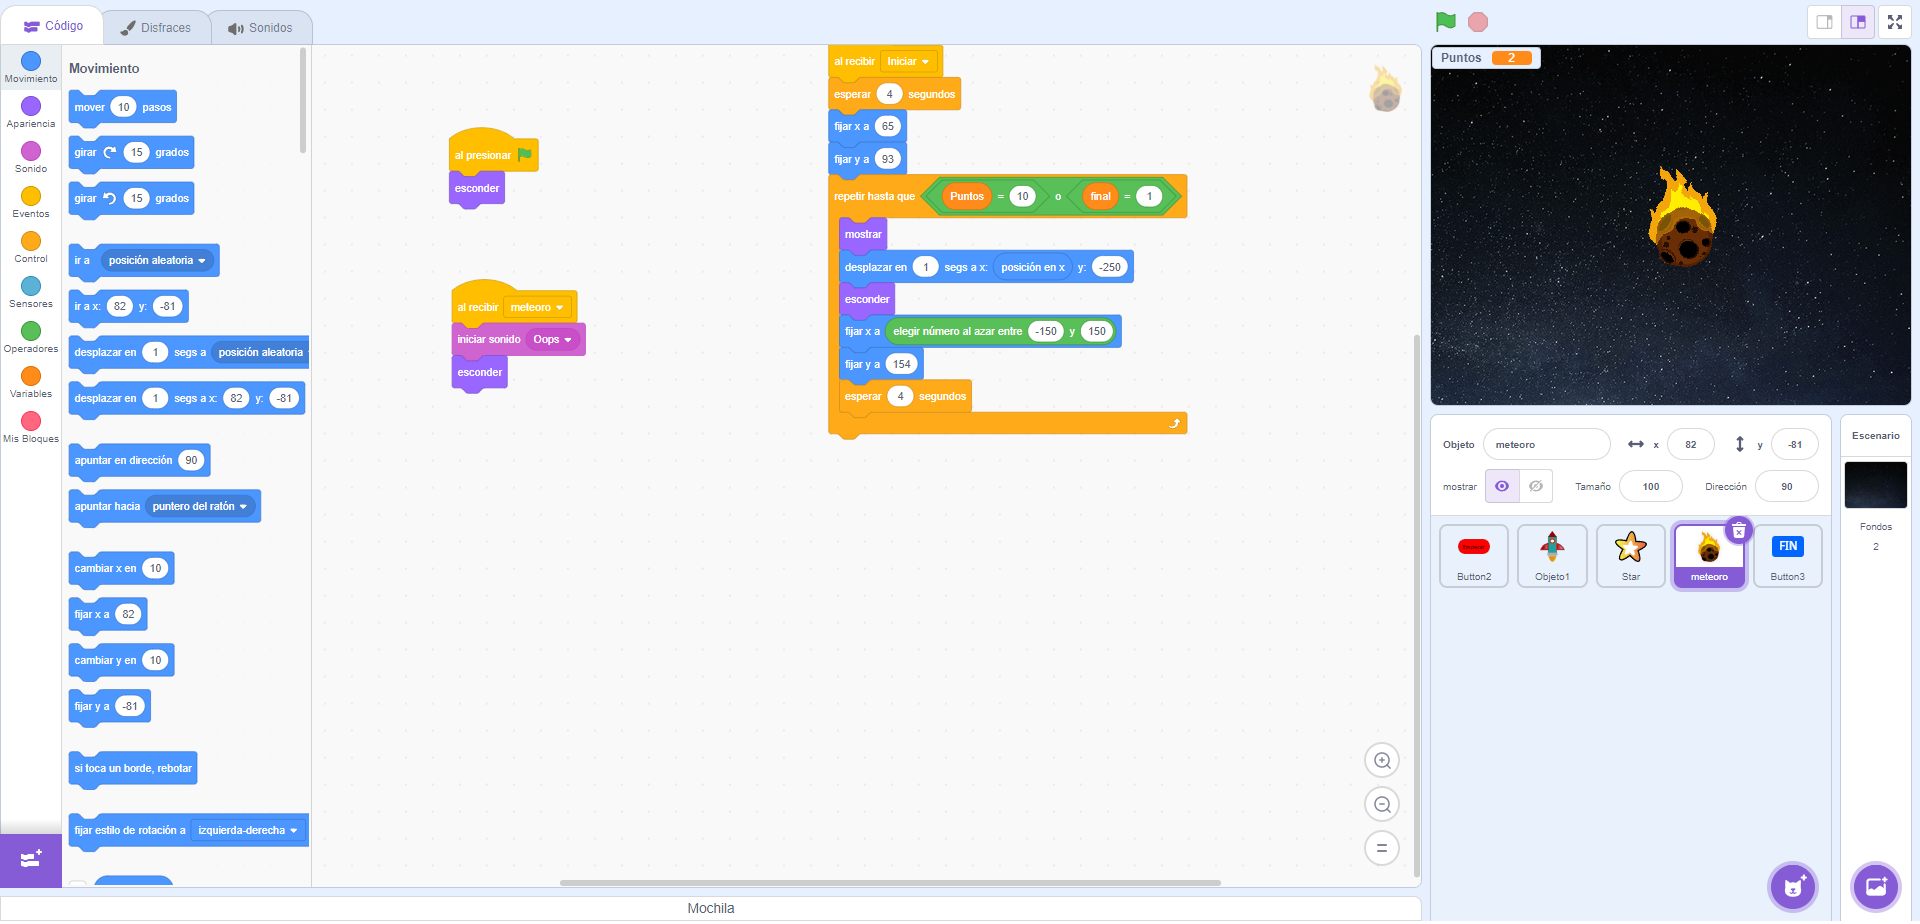 Código
Disfraces
Sonidos
Movimiento
Apariencia
Sonido
Eventos
Control
Sensores
Operadores
Variables
Mis Bloques
Movimiento
mover 10 pasos
girar 15 grados
girar 15 grados
ir a posición aleatoria
ir a x: 82 y: -81
desplazar en 1 segs a posición aleatoria
desplazar en 1 segs a x: 82 y: -81
apuntar en dirección 90
apuntar hacia puntero del ratón
cambiar x en 10
fijar x a 82
cambiar y en 10
fijar y a -81
si toca un borde, rebotar
fijar estilo de rotación a izquierda-derecha
al presionar
esconder
al recibir meteoro
iniciar sonido Oops
esconder
al recibir Iniciar
esperar 4 segundos
fijar x a 65
fijar y a 93
repetir hasta que Puntos = 10 o final = 1
mostrar
desplazar en 1 segs a x: posición en x y: -250
esconder
fijar x a elegir número al azar entre -150 y 150
fijar y a 154
esperar 4 segundos
Mochila
Puntos 2
Objeto meteoro x 82 y -81
mostrar Tamaño 100 Dirección 90
Button2
Objeto1
Star
meteoro
FIN
Button3
Escenario
Fondos
2